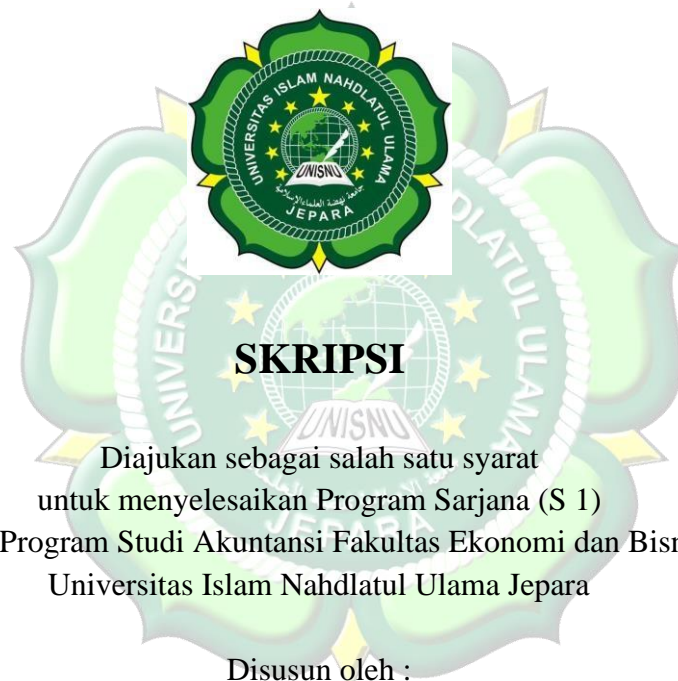 UNIVERSITAS ISLAM NAHDLATUL ULAMA
UNISNU
JEPARA
SKRIPSI
Diajukan sebagai salah satu syarat
untuk menyelesaikan Program Sarjana (S 1)
Program Studi Akuntansi Fakultas Ekonomi dan Bisn
Universitas Islam Nahdlatul Ulama Jepara
Disusun oleh :